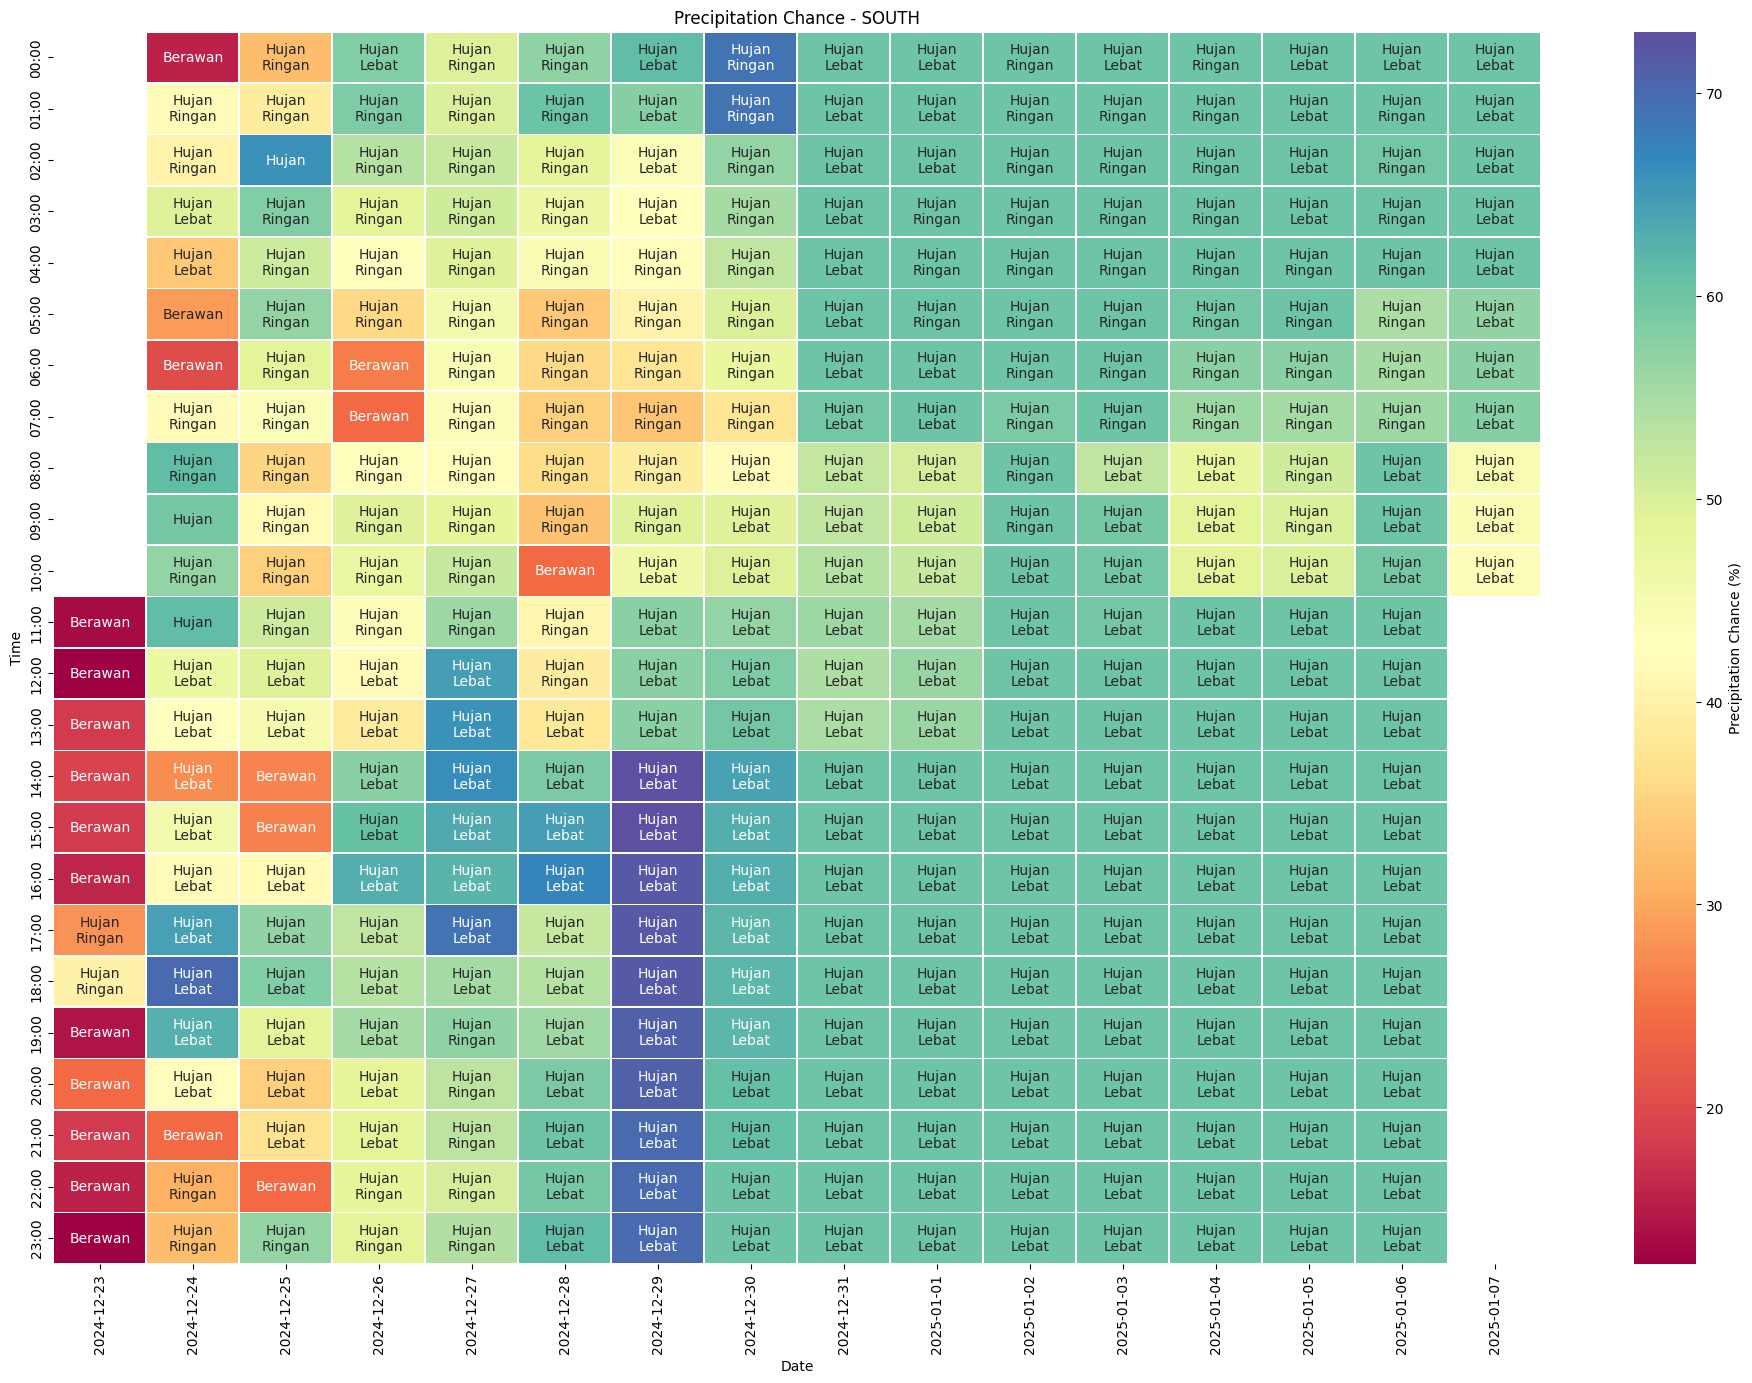 Precipitation Chance - SOUTH
00:00 Berawan Hujan Ringan Hujan Lebat Hujan Ringan Hujan Ringan Hujan Lebat Hujan Ringan Hujan Lebat Hujan Lebat Hujan Ringan Hujan Lebat Hujan Ringan Hujan Lebat Hujan Lebat Hujan Lebat
01:00 Hujan Ringan Hujan Ringan Hujan Ringan Hujan Ringan Hujan Ringan Hujan Lebat Hujan Ringan Hujan Lebat Hujan Lebat Hujan Ringan Hujan Ringan Hujan Ringan Hujan Lebat Hujan Ringan Hujan Lebat
02:00 Hujan Ringan Hujan Hujan Ringan Hujan Ringan Hujan Ringan Hujan Lebat Hujan Ringan Hujan Lebat Hujan Lebat Hujan Ringan Hujan Ringan Hujan Ringan Hujan Lebat Hujan Ringan Hujan Lebat
03:00 Hujan Lebat Hujan Ringan Hujan Ringan Hujan Ringan Hujan Ringan Hujan Lebat Hujan Ringan Hujan Lebat Hujan Ringan Hujan Ringan Hujan Ringan Hujan Ringan Hujan Lebat Hujan Ringan Hujan Lebat
04:00 Hujan Lebat Hujan Ringan Hujan Ringan Hujan Ringan Hujan Ringan Hujan Ringan Hujan Ringan Hujan Lebat Hujan Ringan Hujan Ringan Hujan Ringan Hujan Ringan Hujan Ringan Hujan Ringan Hujan Lebat
05:00 Berawan Hujan Ringan Hujan Ringan Hujan Ringan Hujan Ringan Hujan Ringan Hujan Ringan Hujan Lebat Hujan Ringan Hujan Ringan Hujan Ringan Hujan Ringan Hujan Ringan Hujan Ringan Hujan Lebat
06:00 Berawan Hujan Ringan Berawan Hujan Ringan Hujan Ringan Hujan Ringan Hujan Ringan Hujan Lebat Hujan Lebat Hujan Ringan Hujan Ringan Hujan Ringan Hujan Ringan Hujan Ringan Hujan Lebat
07:00 Hujan Ringan Hujan Ringan Berawan Hujan Ringan Hujan Ringan Hujan Ringan Hujan Ringan Hujan Lebat Hujan Lebat Hujan Ringan Hujan Ringan Hujan Ringan Hujan Ringan Hujan Ringan Hujan Lebat
08:00 Hujan Ringan Hujan Ringan Hujan Ringan Hujan Ringan Hujan Ringan Hujan Ringan Hujan Lebat Hujan Lebat Hujan Lebat Hujan Ringan Hujan Lebat Hujan Lebat Hujan Ringan Hujan Lebat Hujan Lebat
09:00 Hujan Hujan Ringan Hujan Ringan Hujan Ringan Hujan Ringan Hujan Ringan Hujan Lebat Hujan Lebat Hujan Lebat Hujan Ringan Hujan Lebat Hujan Lebat Hujan Ringan Hujan Lebat Hujan Lebat
10:00 Hujan Ringan Hujan Ringan Hujan Ringan Hujan Ringan Berawan Hujan Lebat Hujan Lebat Hujan Lebat Hujan Lebat Hujan Lebat Hujan Lebat Hujan Lebat Hujan Lebat Hujan Lebat Hujan Lebat
11:00 Berawan Hujan Hujan Ringan Hujan Ringan Hujan Ringan Hujan Ringan Hujan Lebat Hujan Lebat Hujan Lebat Hujan Lebat Hujan Lebat Hujan Lebat Hujan Lebat Hujan Lebat Hujan Lebat
12:00 Berawan Hujan Lebat Hujan Lebat Hujan Lebat Hujan Lebat Hujan Ringan Hujan Lebat Hujan Lebat Hujan Lebat Hujan Lebat Hujan Lebat Hujan Lebat Hujan Lebat Hujan Lebat Hujan Lebat
13:00 Berawan Hujan Lebat Hujan Lebat Hujan Lebat Hujan Lebat Hujan Lebat Hujan Lebat Hujan Lebat Hujan Lebat Hujan Lebat Hujan Lebat Hujan Lebat Hujan Lebat Hujan Lebat Hujan Lebat
14:00 Berawan Hujan Lebat Berawan Hujan Lebat Hujan Lebat Hujan Lebat Hujan Lebat Hujan Lebat Hujan Lebat Hujan Lebat Hujan Lebat Hujan Lebat Hujan Lebat Hujan Lebat Hujan Lebat
15:00 Berawan Hujan Lebat Berawan Hujan Lebat Hujan Lebat Hujan Lebat Hujan Lebat Hujan Lebat Hujan Lebat Hujan Lebat Hujan Lebat Hujan Lebat Hujan Lebat Hujan Lebat Hujan Lebat
16:00 Berawan Hujan Lebat Hujan Lebat Hujan Lebat Hujan Lebat Hujan Lebat Hujan Lebat Hujan Lebat Hujan Lebat Hujan Lebat Hujan Lebat Hujan Lebat Hujan Lebat Hujan Lebat Hujan Lebat
17:00 Hujan Ringan Hujan Lebat Hujan Lebat Hujan Lebat Hujan Lebat Hujan Lebat Hujan Lebat Hujan Lebat Hujan Lebat Hujan Lebat Hujan Lebat Hujan Lebat Hujan Lebat Hujan Lebat Hujan Lebat
18:00 Hujan Ringan Hujan Lebat Hujan Lebat Hujan Lebat Hujan Lebat Hujan Lebat Hujan Lebat Hujan Lebat Hujan Lebat Hujan Lebat Hujan Lebat Hujan Lebat Hujan Lebat Hujan Lebat Hujan Lebat
19:00 Berawan Hujan Lebat Hujan Lebat Hujan Lebat Hujan Ringan Hujan Lebat Hujan Lebat Hujan Lebat Hujan Lebat Hujan Lebat Hujan Lebat Hujan Lebat Hujan Lebat Hujan Lebat Hujan Lebat
20:00 Berawan Hujan Lebat Hujan Lebat Hujan Lebat Hujan Ringan Hujan Lebat Hujan Lebat Hujan Lebat Hujan Lebat Hujan Lebat Hujan Lebat Hujan Lebat Hujan Lebat Hujan Lebat Hujan Lebat
21:00 Berawan Berawan Hujan Lebat Hujan Lebat Hujan Ringan Hujan Lebat Hujan Lebat Hujan Lebat Hujan Lebat Hujan Lebat Hujan Lebat Hujan Lebat Hujan Lebat Hujan Lebat Hujan Lebat
22:00 Berawan Hujan Ringan Berawan Hujan Ringan Hujan Ringan Hujan Lebat Hujan Lebat Hujan Lebat Hujan Lebat Hujan Lebat Hujan Lebat Hujan Lebat Hujan Lebat Hujan Lebat Hujan Lebat
23:00 Berawan Hujan Ringan Hujan Ringan Hujan Ringan Hujan Ringan Hujan Lebat Hujan Lebat Hujan Lebat Hujan Lebat Hujan Lebat Hujan Lebat Hujan Lebat Hujan Lebat Hujan Lebat Hujan Lebat
Time
2024-12-23 2024-12-24 2024-12-25 2024-12-26 2024-12-27 2024-12-28 2024-12-29 2024-12-30 2024-12-31 2025-01-01 2025-01-02 2025-01-03 2025-01-04 2025-01-05 2025-01-06 2025-01-07
Date
70
60
50
40
30
20
Precipitation Chance (%)